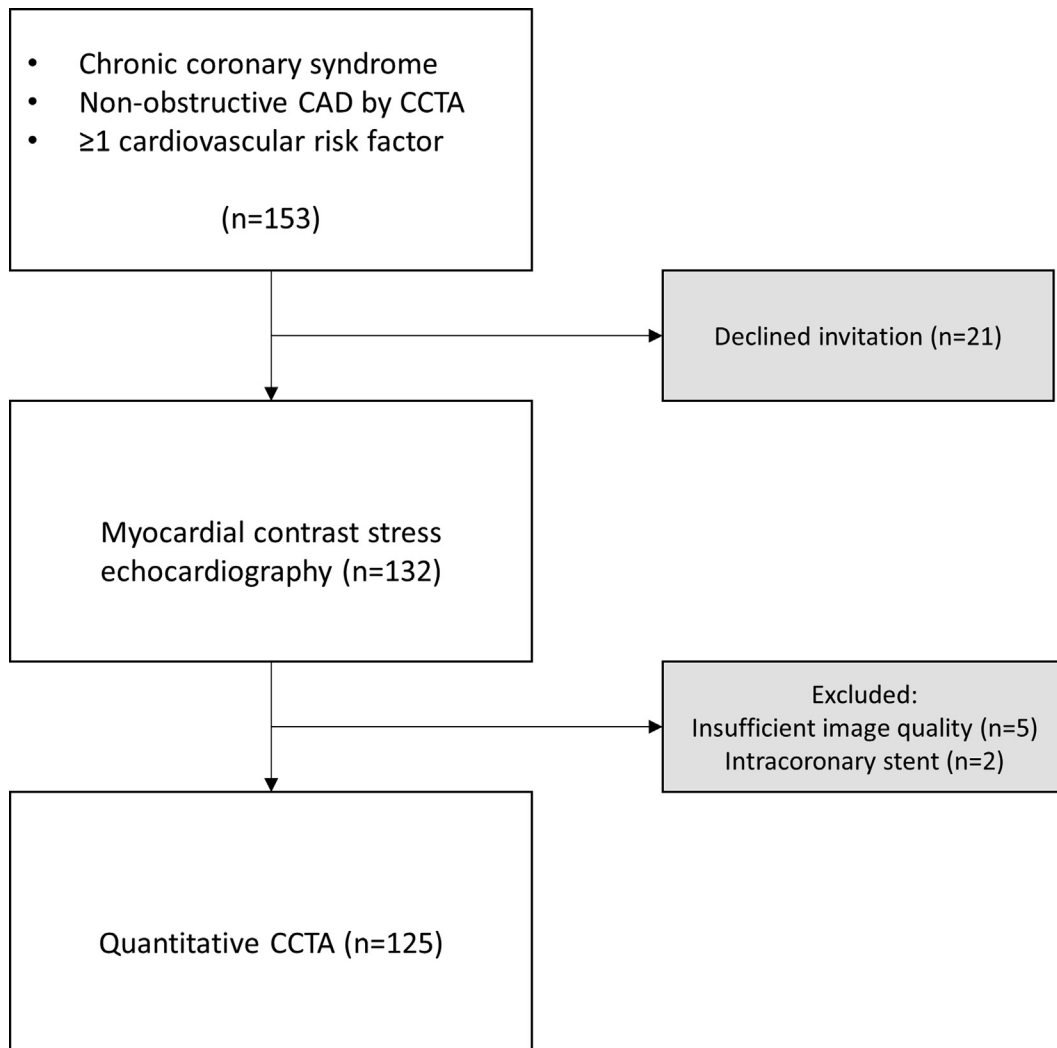 • Chronic coronary syndrome
• Non-obstructive CAD by CCTA
• ≥1 cardiovascular risk factor
(n=153)
Declined invitation (n=21)
Myocardial contrast stress
echocardiography (n=132)
Excluded:
Insufficient image quality (n=5)
Intracoronary stent (n=2)
Quantitative CCTA (n=125)